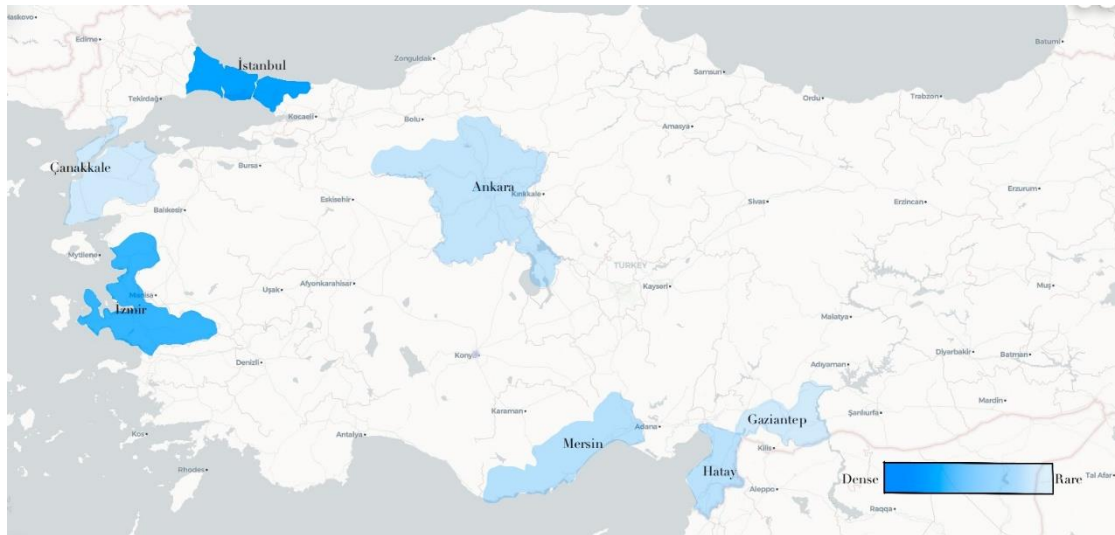 Haskovo
Edirne
Batumi
İstanbul
Zonguldak
Samsun
Tekirdağ
Ordu
Trabzon
Kocaeli
Bolu
Amasya
Çanakkale
Bursa
Ankara
Kırıkkale
Erzurum
Eskişehir
Sivas
Erzincan
Balıkesir
Mytilene
TURKEY
Uşak
Afyonkarahisar
Kayseri
Muş
Manisa
İzmir
Malatya
Denizli
Konya
Diyarbakir
Batman
Adıyaman
Karaman
Gaziantep
Şanlıurfa
Mardin
Kos
Antalya
Adana
Mersin
Kilis
Rhodes
Hatay
Dense
Rare
Tal Afar
Aleppo
Raqqa